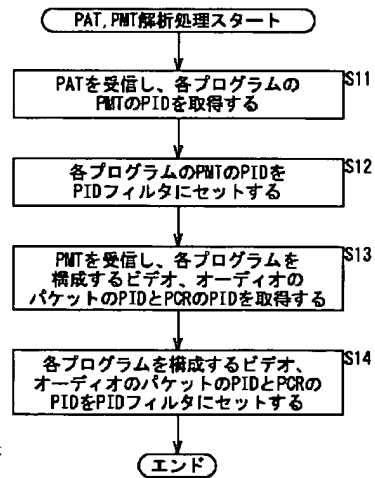 PAT,PMT解析処理スタート
PATを受信し、各プログラムの
PMTのPIDを取得する
S11
各プログラムのPMTのPIDを
PIDフィルタにセットする
S12
PMTを受信し、各プログラムを
構成するビデオ、オーディオの
パケットのPIDとPCRのPIDを取得する
S13
各プログラムを構成するビデオ、
オーディオのパケットのPIDとPCRの
PIDをPIDフィルタにセットする
S14
エンド